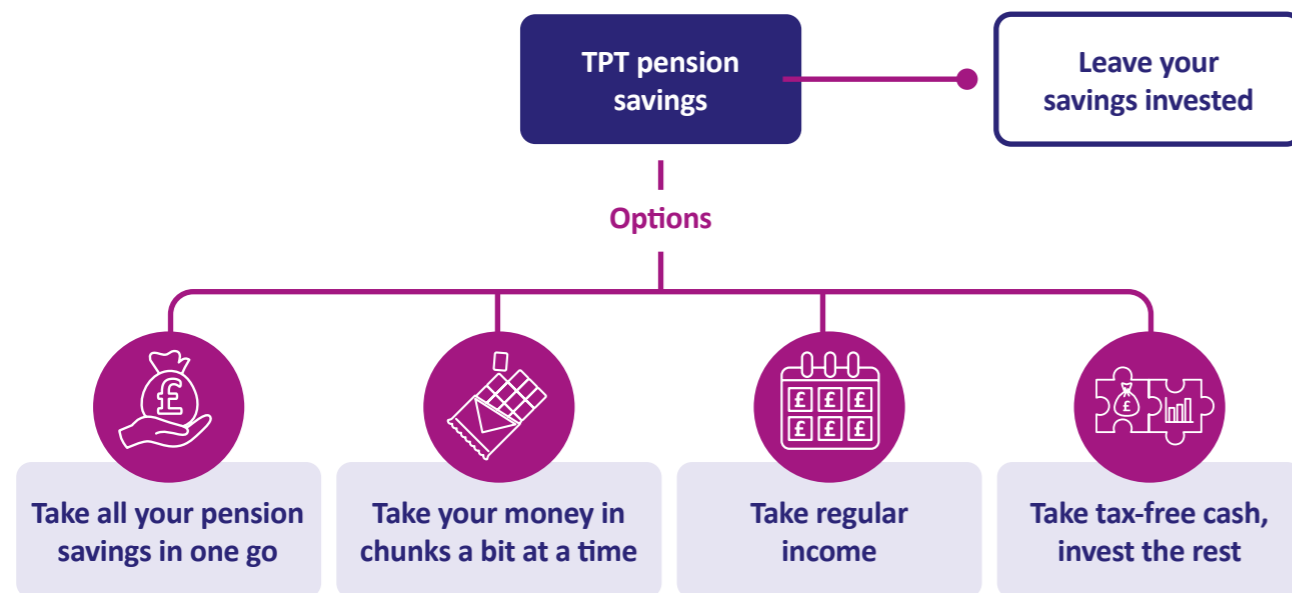 TPT pension
savings
Leave your
savings invested
Options
£
£ £ £
£ £ £
£
Take all your pension
savings in one go
Take your money in
chunks a bit at a time
Take regular
income
Take tax-free cash,
invest the rest